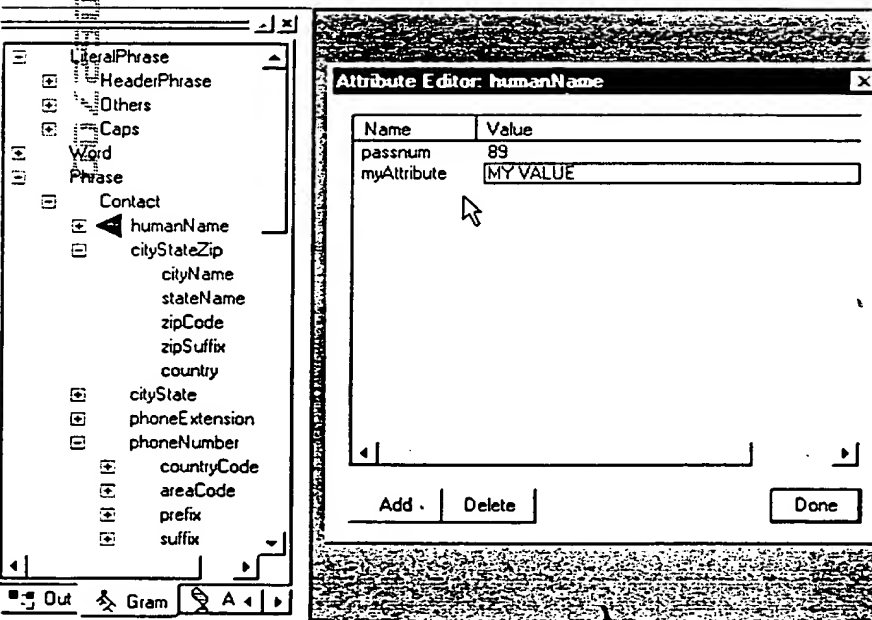 LiteralPhrase
HeaderPhrase
Others
Caps
Word
Phrase
Contact
humanName
cityStateZip
cityName
stateName
zipCode
zipSuffix
country
cityState
phoneExtension
phoneNumber
countryCode
areaCode
prefix
suffix
Out Gram A
Attribute Editor: humanName
Name Value
passnum 89
myAttribute MY VALUE
Add Delete Done